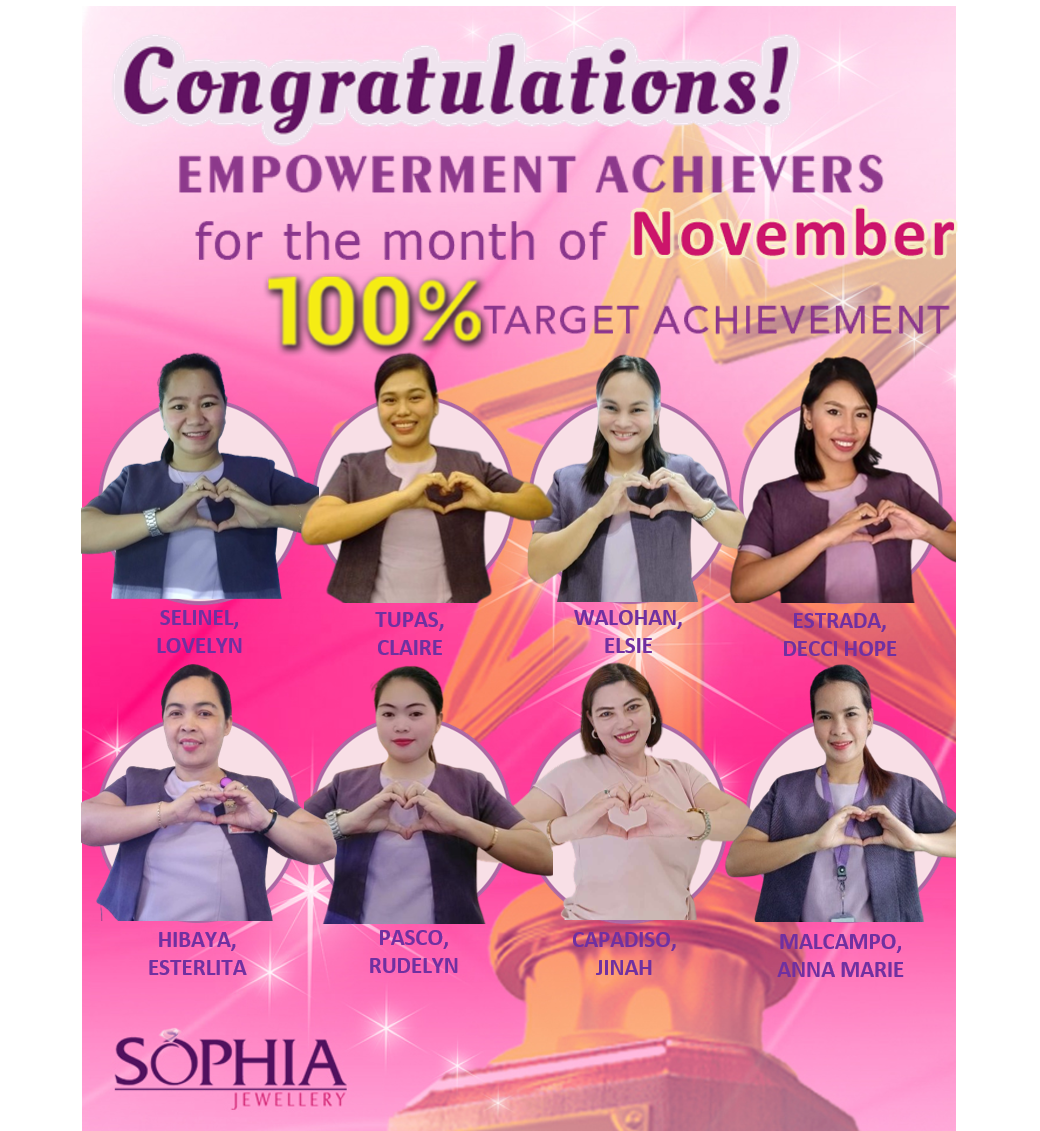 Congratulations!
EMPOWERMENT ACHIEVERS
for the month of November
100% TARGET ACHIEVEMENT
SELINEL,
LOVELYN
TUPAS,
CLAIRE
WALOHAN,
ELSIE
ESTRADA,
DECCI HOPE
HIBAYA,
ESTERLITA
PASCO,
RUDELYN
CAPADISO,
JINAH
MALCAMPO,
ANNA MARIE
SOPHIA
JEWELLERY